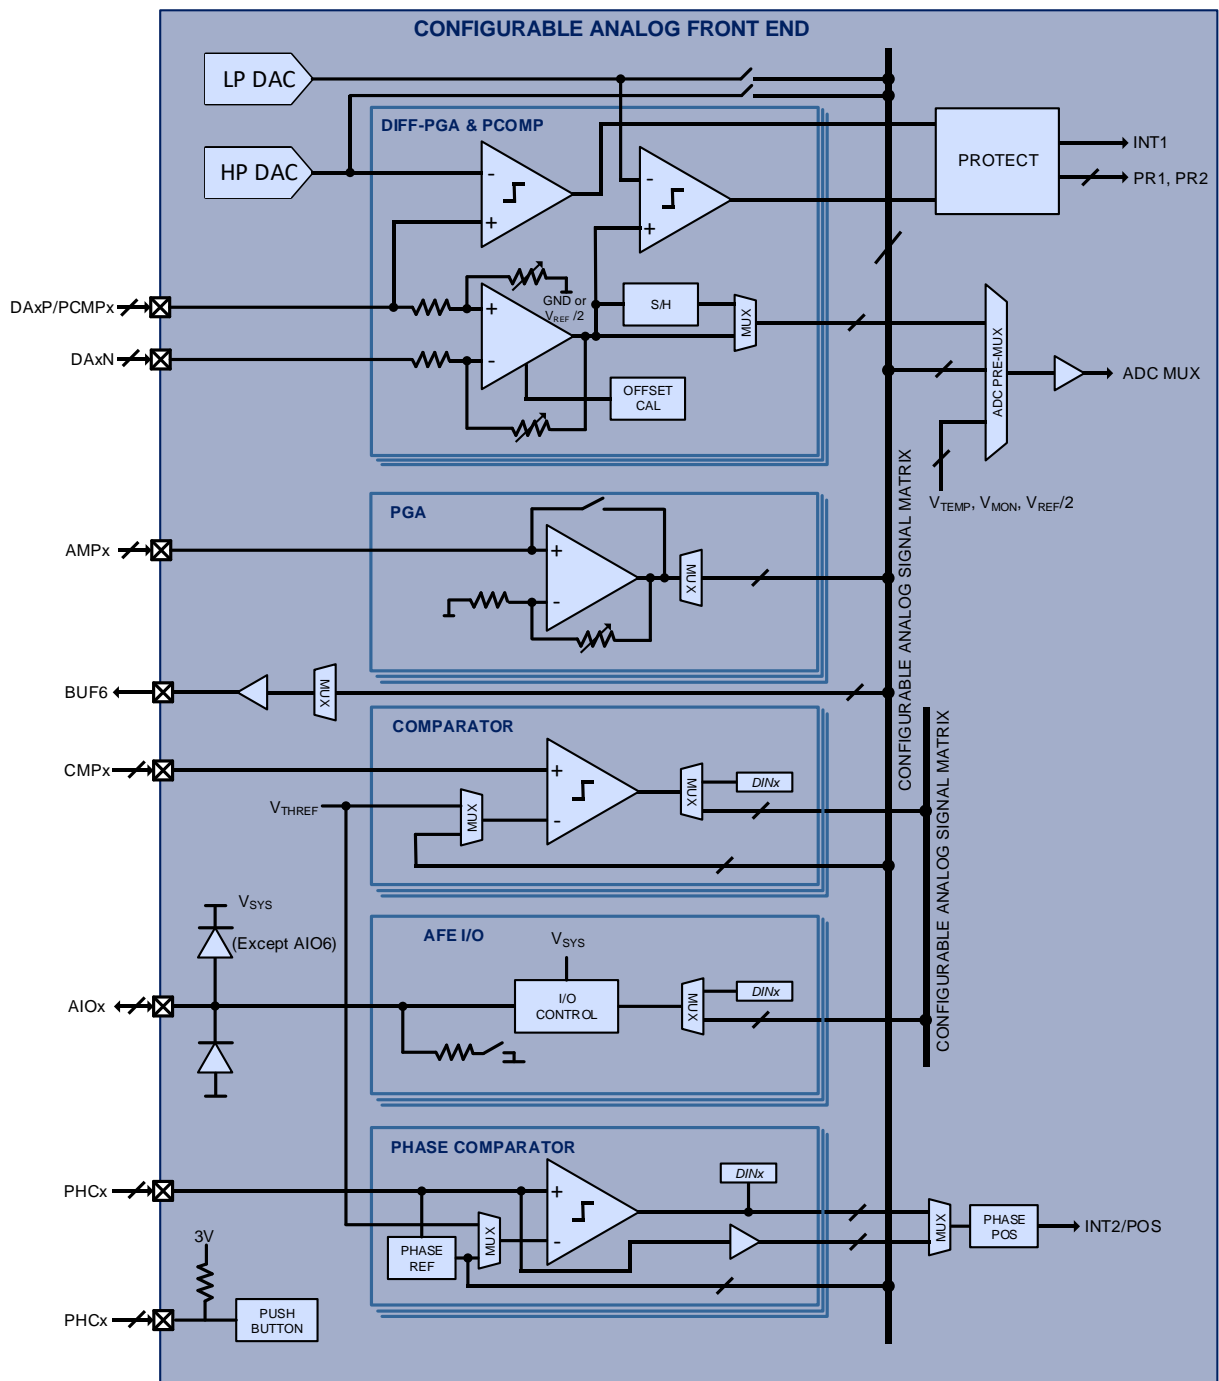 CONFIGURABLE ANALOG FRONT END
LP DAC
HP DAC
DIFF-PGA & PCOMP
-
+
-
+
PROTECT
INT1
PR1, PR2
DAxP/PCMPx
DAxN
+
-
GND or
VREF /2
S/H
MUX
OFFSET
CAL
ADC PRE-MUX
ADC MUX
VTEMP, VMON, VREF/2
CONFIGURABLE ANALOG SIGNAL MATRIX
PGA
AMPx
+
-
MUX
BUF6
MUX
COMPARATOR
CMPx
VTHREF
MUX
+
-
MUX
DINx
CONFIGURABLE ANALOG SIGNAL MATRIX
AFE I/O
VSYS
(Except AIO6)
AIOx
VSYS
I/O
CONTROL
MUX
DINx
PHASE COMPARATOR
PHCx
PHASE
REF
MUX
+
-
DINx
MUX
PHASE
POS
INT2/POS
3V
PHCx
PUSH
BUTTON